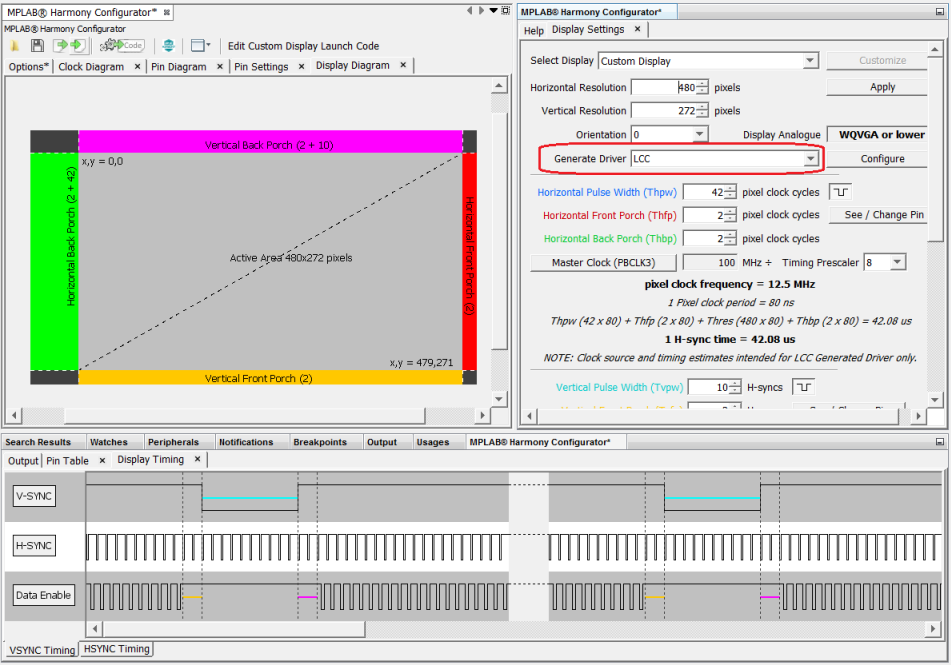 MPLAB® Harmony Configurator*
MPLAB® Harmony Configurator
Code
Edit Custom Display Launch Code
Options*
Clock Diagram
Pin Diagram
Pin Settings
Display Diagram
Vertical Back Porch (2 + 10)
x,y = 0,0
Horizontal Back Porch (2 + 42)
Active Area 480x272 pixels
Horizontal Front Porch (2)
x,y = 479,271
Vertical Front Porch (2)
MPLAB® Harmony Configurator*
Help
Display Settings
Select Display Custom Display Customize
Horizontal Resolution 480 pixels Apply
Vertical Resolution 272 pixels
Orientation 0 Display Analogue WQVGA or lower
Generate Driver LCC Configure
Horizontal Pulse Width (Thpw) 42 pixel clock cycles
Horizontal Front Porch (Thfp) 2 pixel clock cycles See / Change Pin
Horizontal Back Porch (Thbp) 2 pixel clock cycles
Master Clock (PBCLK3) 100 MHz ÷ Timing Prescaler 8
pixel clock frequency = 12.5 MHz
1 Pixel clock period = 80 ns
Thpw (42 x 80) + Thfp (2 x 80) + Thres (480 x 80) + Thbp (2 x 80) = 42.08 us
1 H-sync time = 42.08 us
NOTE: Clock source and timing estimates intended for LCC Generated Driver only.
Vertical Pulse Width (Tvpw) 10 H-syncs
Search Results
Watches
Peripherals
Notifications
Breakpoints
Output
Usages
MPLAB® Harmony Configurator*
Output
Pin Table
Display Timing
V-SYNC
H-SYNC
Data Enable
VSYNC Timing
HSYNC Timing